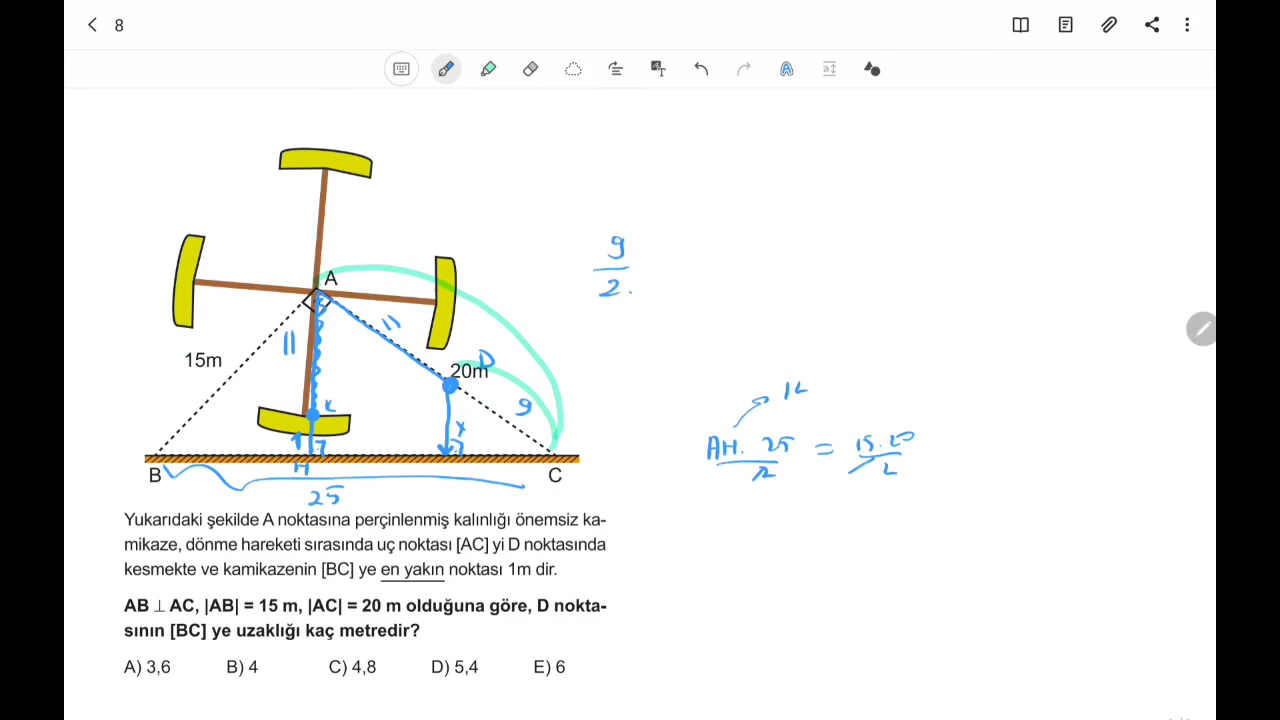 8
A
15m
20m
D
9
11
11
K
1
x
H
B
C
25
9
2
12
AH. 25 = 15.20
2 2
Yukarıdaki şekilde A noktasına perçinlenmiş kalınlığı önemsiz ka-
mikaze, dönme hareketi sırasında uç noktası [AC] yi D noktasında
kesmekte ve kamikazenin [BC] ye en yakın noktası 1m dir.
AB ⊥ AC, |AB| = 15 m, |AC| = 20 m olduğuna göre, D nokta-
sının [BC] ye uzaklığı kaç metredir?
A) 3,6 B) 4 C) 4,8 D) 5,4 E) 6